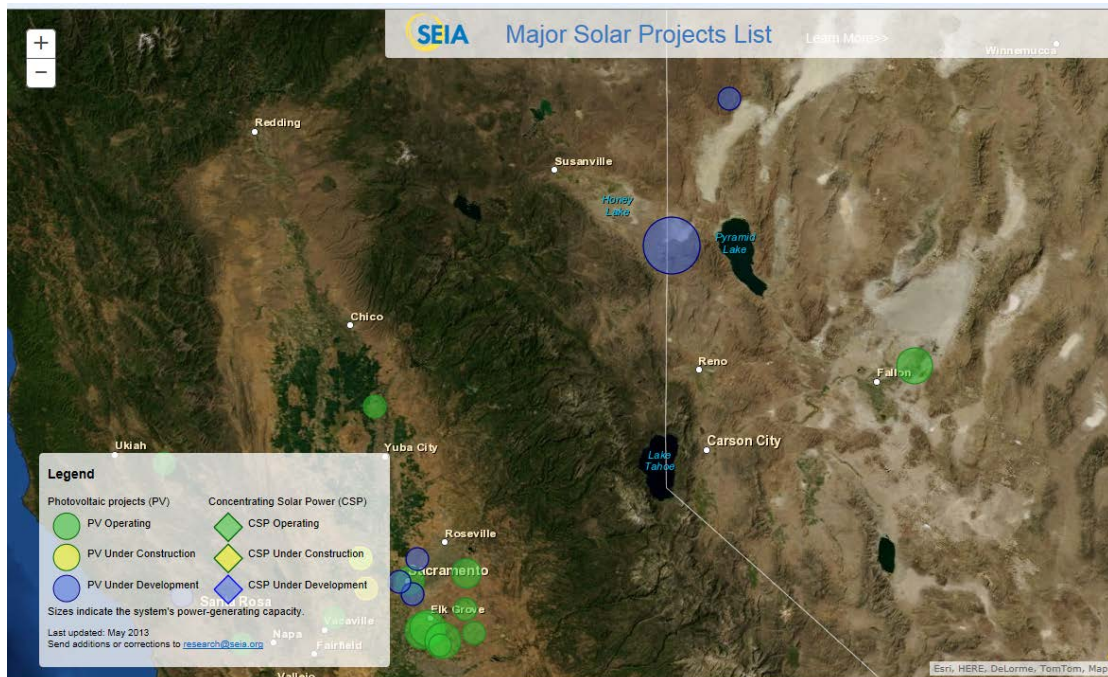 SEIA Major Solar Projects List Learn More>>
+
−
Winnemucca
Redding
Susanville
Honey
Lake
Pyramid
Lake
Chico
Reno
Fallon
Ukiah
Yuba City
Carson City
Lake
Tahoe
Legend
Photovoltaic projects (PV) Concentrating Solar Power (CSP)
PV Operating CSP Operating
PV Under Construction CSP Under Construction
PV Under Development CSP Under Development
Sizes indicate the system's power-generating capacity.
Last updated: May 2013
Send additions or corrections to research@seia.org
Roseville
Sacramento
Santa Rosa
Elk Grove
Vacaville
Napa
Fairfield
Vallejo
Esri, HERE, DeLorme, TomTom, Map